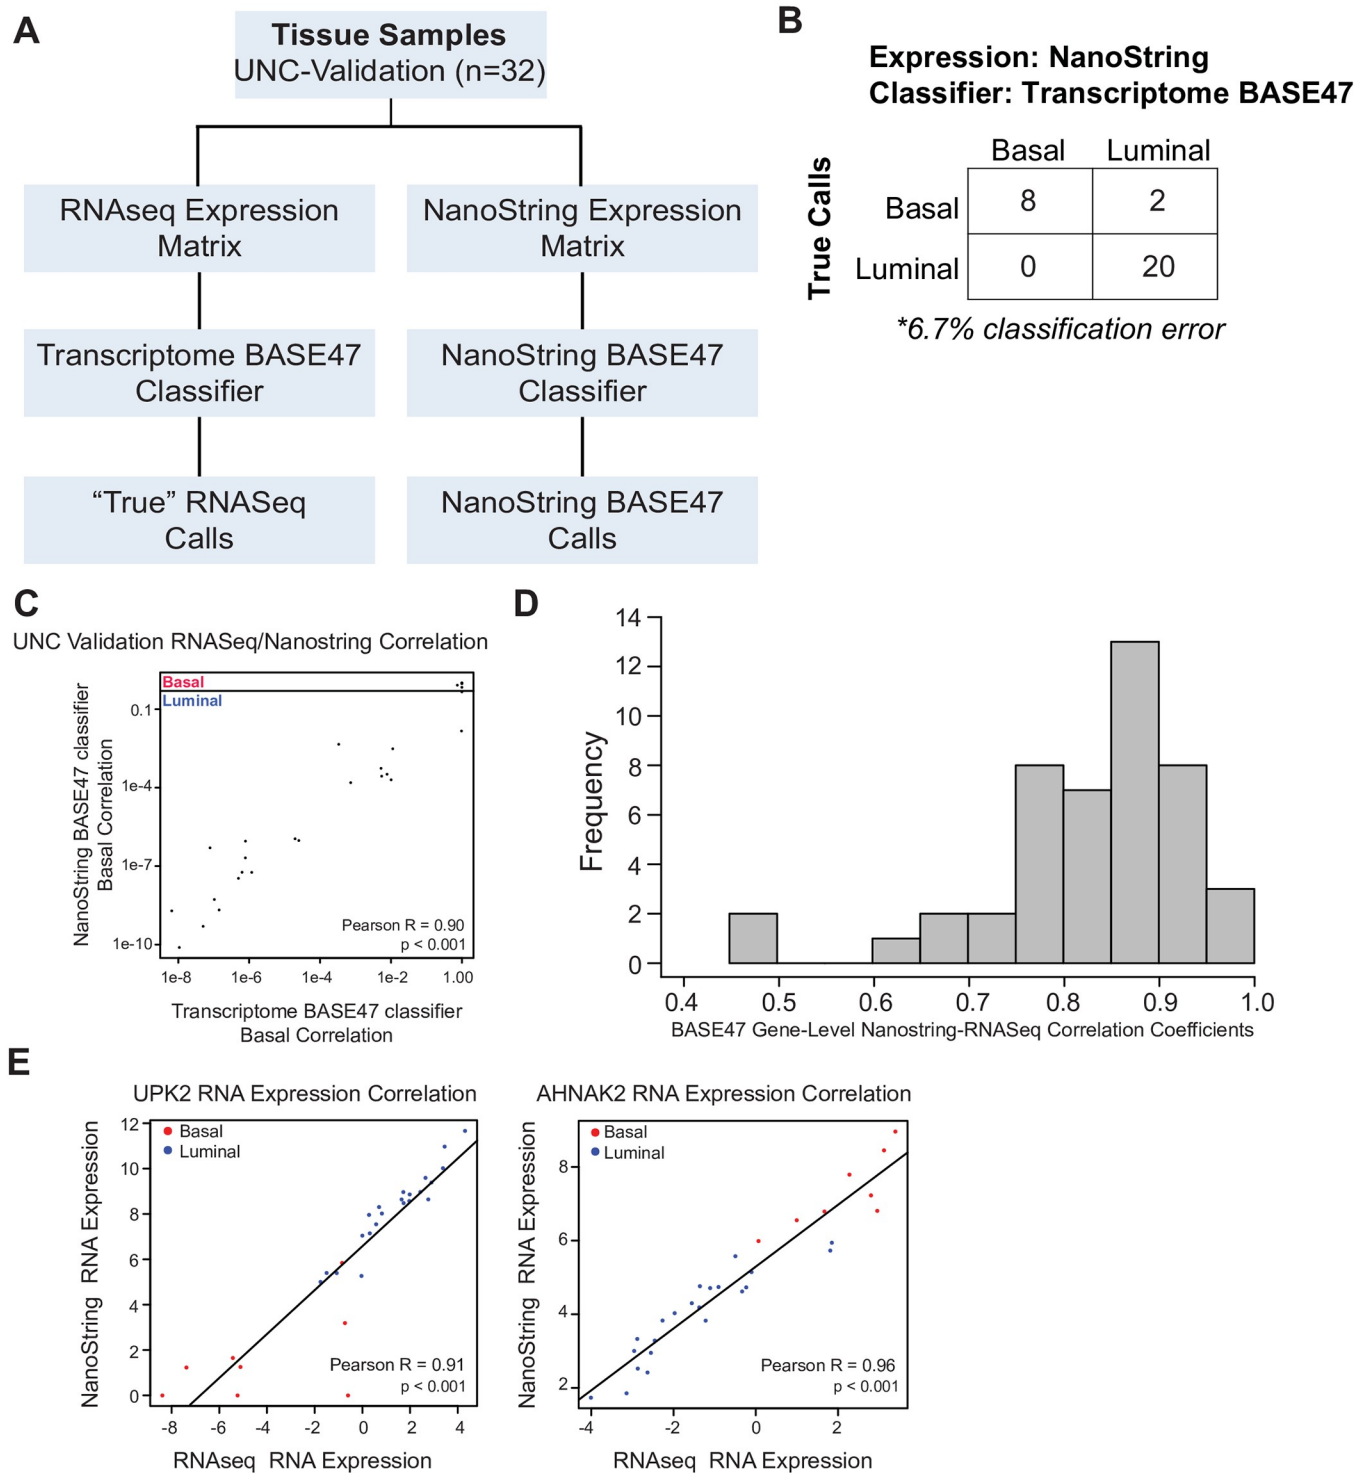 A
Tissue Samples
UNC-Validation (n=32)
RNAseq Expression
Matrix
NanoString Expression
Matrix
Transcriptome BASE47
Classifier
NanoString BASE47
Classifier
“True” RNASeq
Calls
NanoString BASE47
Calls
B
Expression: NanoString
Classifier: Transcriptome BASE47
Basal Luminal
True Calls
Basal 8 2
Luminal 0 20
*6.7% classification error
C
UNC Validation RNASeq/Nanostring Correlation
NanoString BASE47 classifier
Basal Correlation
Basal
Luminal
0.1
1e-4
1e-7
1e-10
Pearson R = 0.90
p < 0.001
1e-8 1e-6 1e-4 1e-2 1.00
Transcriptome BASE47 classifier
Basal Correlation
D
Frequency
14
12
10
8
6
4
2
0
0.4 0.5 0.6 0.7 0.8 0.9 1.0
BASE47 Gene-Level Nanostring-RNASeq Correlation Coefficients
E
UPK2 RNA Expression Correlation
NanoString RNA Expression
12
10
8
6
4
2
0
Basal
Luminal
Pearson R = 0.91
p < 0.001
-8 -6 -4 -2 0 2 4
RNAseq RNA Expression
AHNAK2 RNA Expression Correlation
NanoString RNA Expression
8
6
4
2
Basal
Luminal
Pearson R = 0.96
p < 0.001
-4 -2 0 2
RNAseq RNA Expression